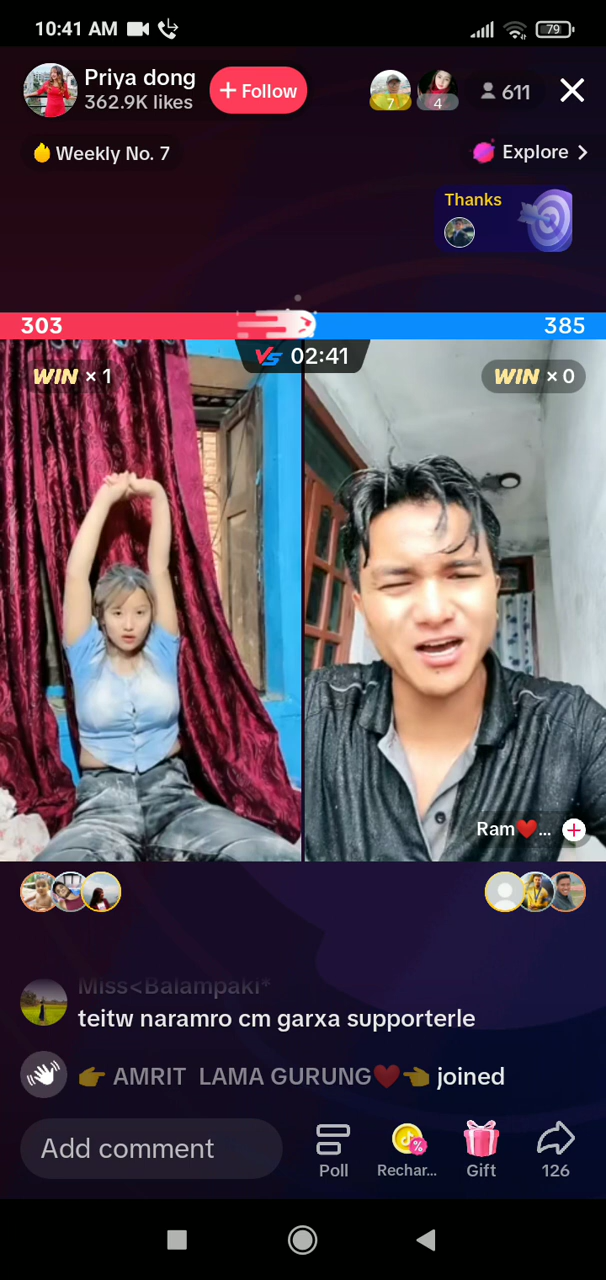 10:41 AM
79
Priya dong
362.9K likes
+ Follow
7
4
611
Weekly No. 7
Explore
Thanks
303
385
VS 02:41
WIN × 1
WIN × 0
Ram❤️...
Miss<Balampaki*
teitw naramro cm garxa supporterle
👉 AMRIT LAMA GURUNG❤️👈 joined
Add comment
Poll
Rechar...
Gift
126